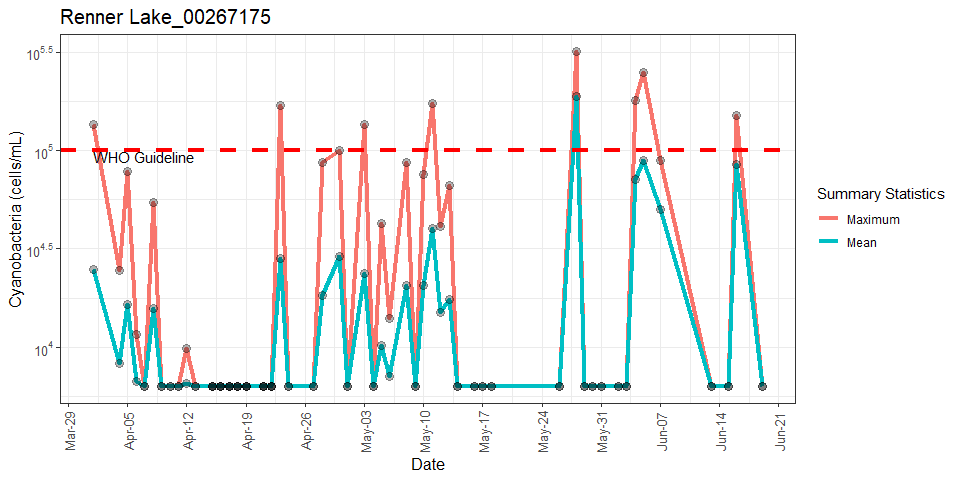 Renner Lake_00267175
Cyanobacteria (cells/mL)
10^5.5
10^5
10^4.5
10^4
WHO Guideline
Mar-29
Apr-05
Apr-12
Apr-19
Apr-26
May-03
May-10
May-17
May-24
May-31
Jun-07
Jun-14
Jun-21
Date
Summary Statistics
Maximum
Mean